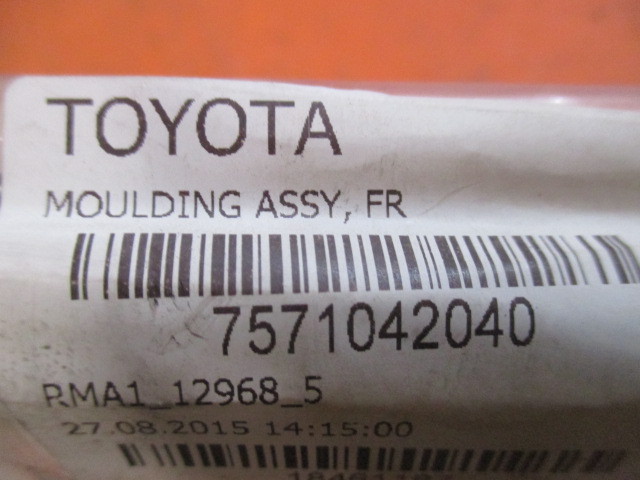 TOYOTA
MOULDING ASSY, FR
7571042040
RMA1_12968_5
27.08.2015 14:15:00